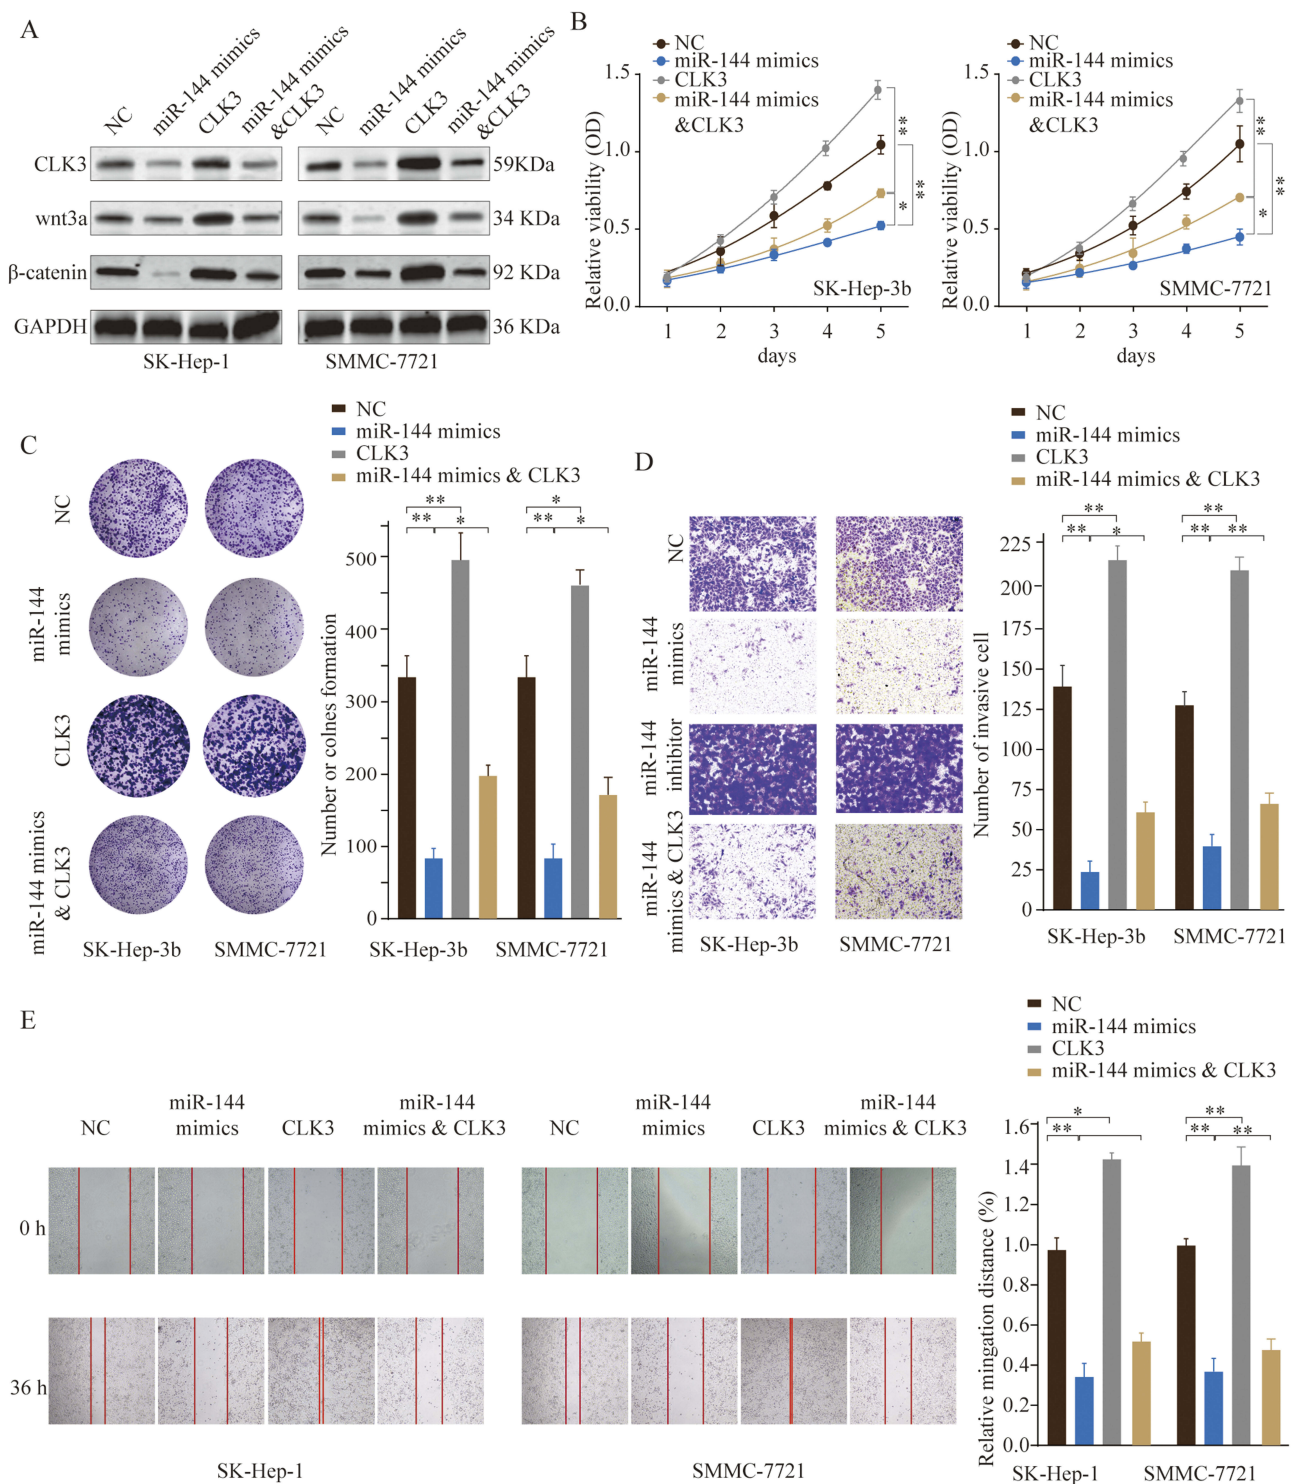 A
NC
miR-144 mimics
CLK3
miR-144 mimics
&CLK3
NC
miR-144 mimics
CLK3
miR-144 mimics
&CLK3
CLK3
59KDa
wnt3a
34 KDa
β-catenin
92 KDa
GAPDH
36 KDa
SK-Hep-1
SMMC-7721
B
NC
miR-144 mimics
CLK3
miR-144 mimics
&CLK3
Relative viability (OD)
1.5
1.0
0.5
0.0
**
**
*
SK-Hep-3b
1 2 3 4 5
days
NC
miR-144 mimics
CLK3
miR-144 mimics
&CLK3
Relative viability (OD)
1.5
1.0
0.5
0.0
**
**
*
SMMC-7721
1 2 3 4 5
days
C
NC
miR-144
mimics
CLK3
miR-144 mimics
& CLK3
SK-Hep-3b
SMMC-7721
NC
miR-144 mimics
CLK3
miR-144 mimics & CLK3
** *
** * ** *
Number or colnes formation
500
400
300
200
100
0
SK-Hep-3b
SMMC-7721
D
NC
miR-144
mimics
miR-144
inhibitor
miR-144
mimics & CLK3
SK-Hep-3b
SMMC-7721
NC
miR-144 mimics
CLK3
miR-144 mimics & CLK3
** **
** * ** **
Number of invasive cell
225
200
175
150
125
200
75
50
25
0
SK-Hep-3b
SMMC-7721
E
NC
miR-144
mimics
CLK3
miR-144
mimics & CLK3
NC
miR-144
mimics
CLK3
miR-144
mimics & CLK3
0 h
36 h
SK-Hep-1
SMMC-7721
NC
miR-144 mimics
CLK3
miR-144 mimics & CLK3
* **
** ** **
Relative mingation distance (%)
1.6
1.4
1.0
0.8
0.6
0.4
0.2
0.0
SK-Hep-1
SMMC-7721